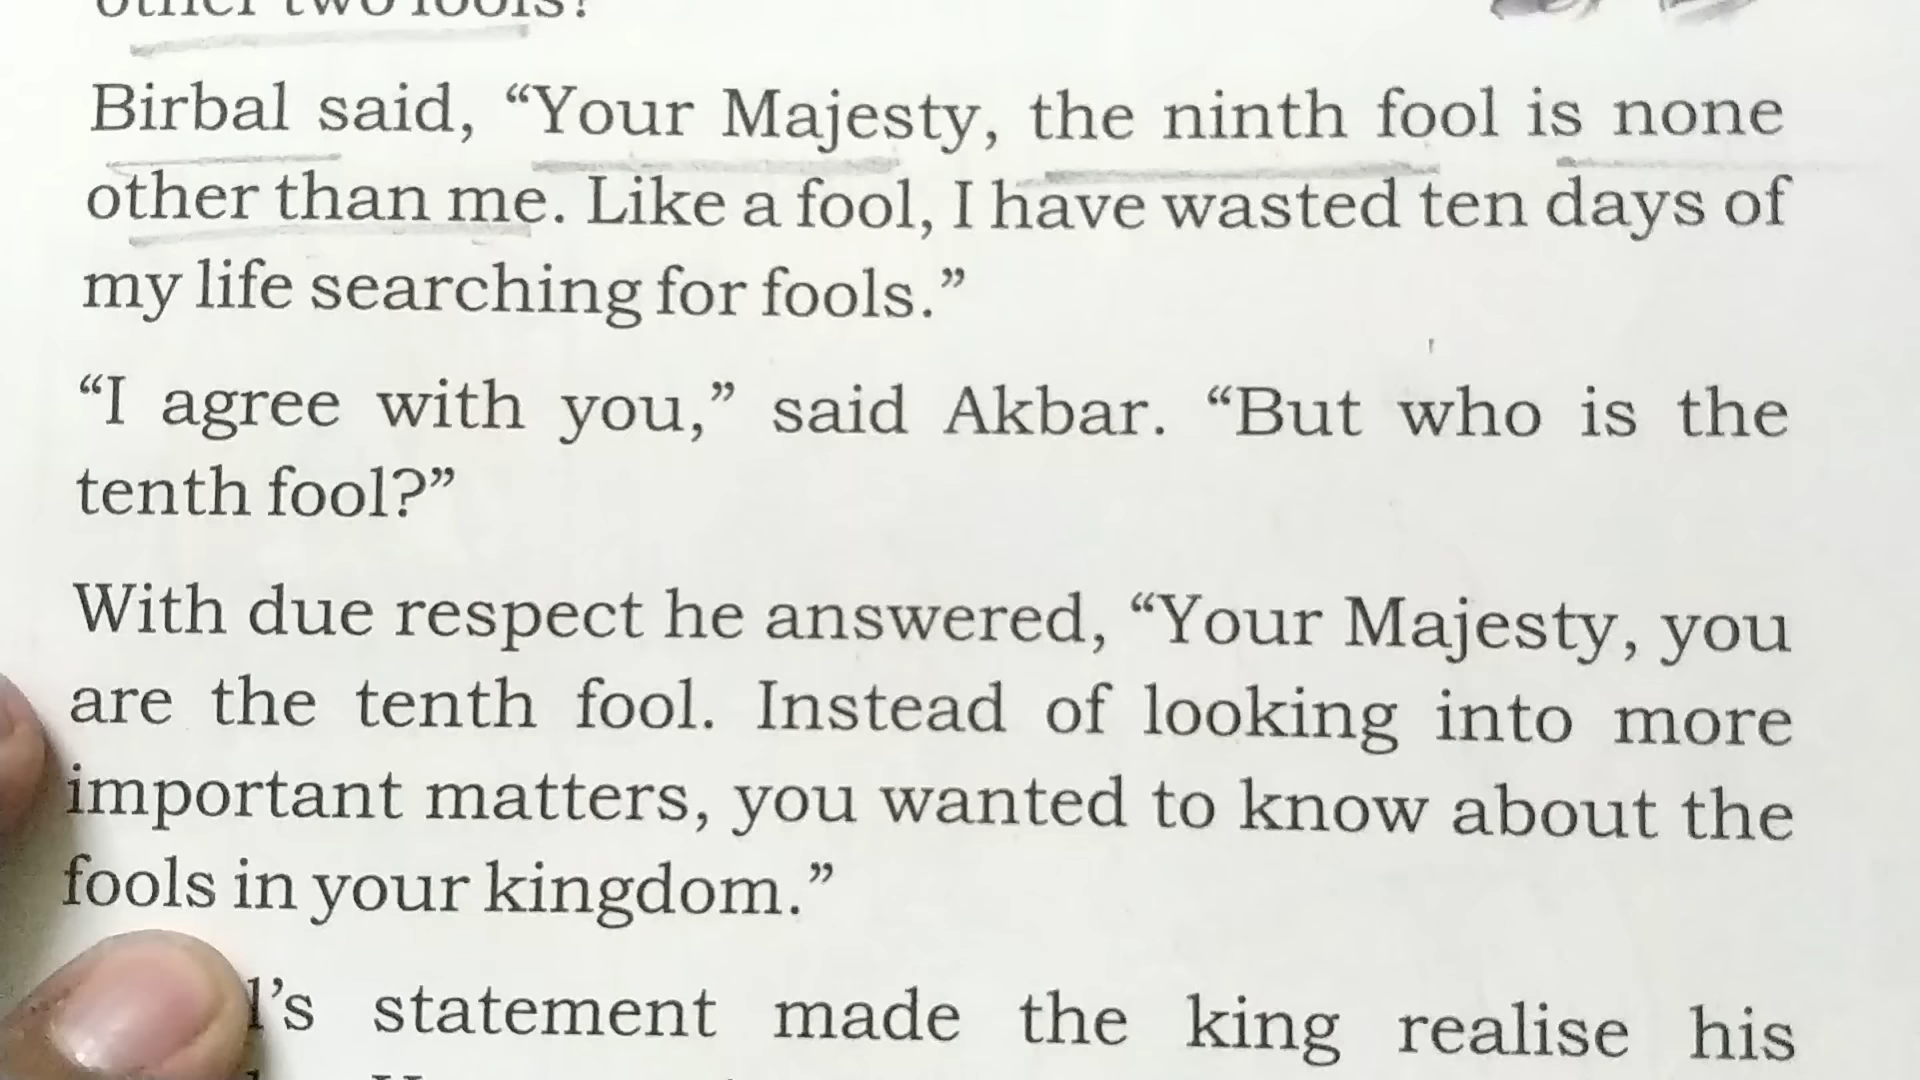 other two fools?
Birbal said, “Your Majesty, the ninth fool is none
other than me. Like a fool, I have wasted ten days of
my life searching for fools.”
“I agree with you,” said Akbar. “But who is the
tenth fool?”
With due respect he answered, “Your Majesty, you
are the tenth fool. Instead of looking into more
important matters, you wanted to know about the
fools in your kingdom.”
l’s statement made the king realise his